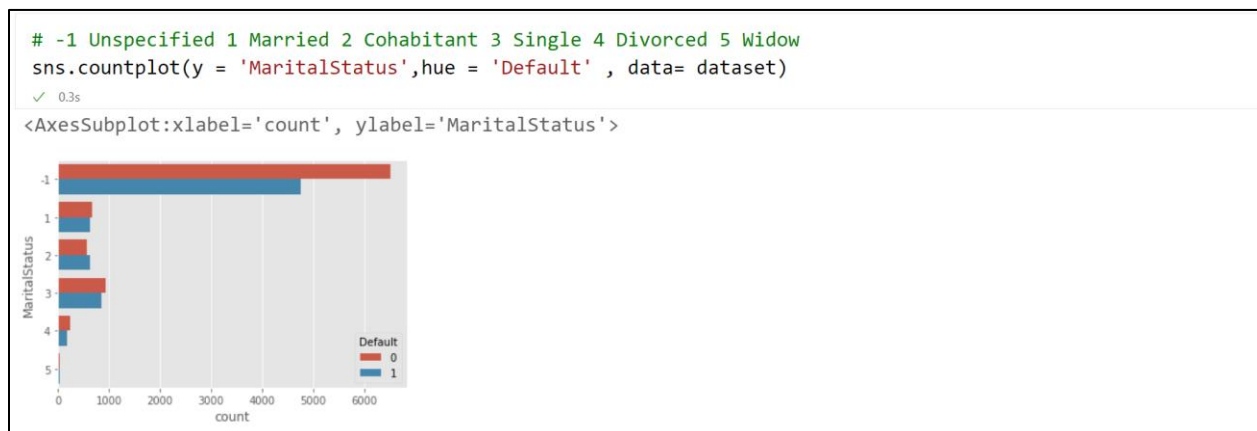 # -1 Unspecified 1 Married 2 Cohabitant 3 Single 4 Divorced 5 Widow
sns.countplot(y = 'MaritalStatus',hue = 'Default' , data= dataset)
✓ 0.3s
<AxesSubplot:xlabel='count', ylabel='MaritalStatus'>
MaritalStatus
-1
1
2
3
4
5
Default
0
1
0 1000 2000 3000 4000 5000 6000
count